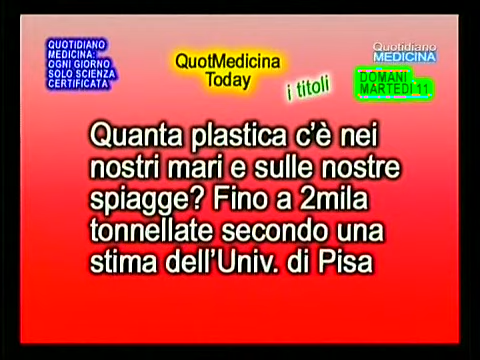 QUOTIDIANO
MEDICINA:
OGNI GIORNO
SOLO SCIENZA
CERTIFICATA
QuotMedicina
Today
i titoli
Quotidiano
MEDICINA
DOMANI
MARTEDÌ 11
Quanta plastica c'è nei
nostri mari e sulle nostre
spiagge? Fino a 2mila
tonnellate secondo una
stima dell'Univ. di Pisa